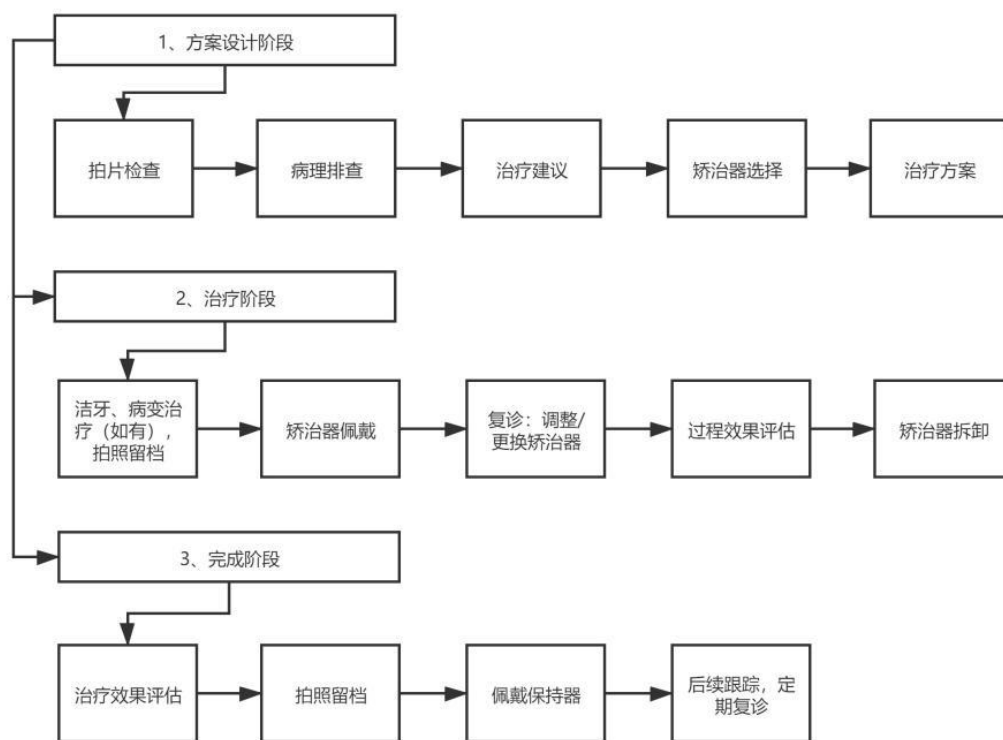 1、方案设计阶段
拍片检查
病理排查
治疗建议
矫治器选择
治疗方案
2、治疗阶段
洁牙、病变治
疗（如有），
拍照留档
矫治器佩戴
复诊：调整/
更换矫治器
过程效果评估
矫治器拆卸
3、完成阶段
治疗效果评估
拍照留档
佩戴保持器
后续跟踪，定
期复诊